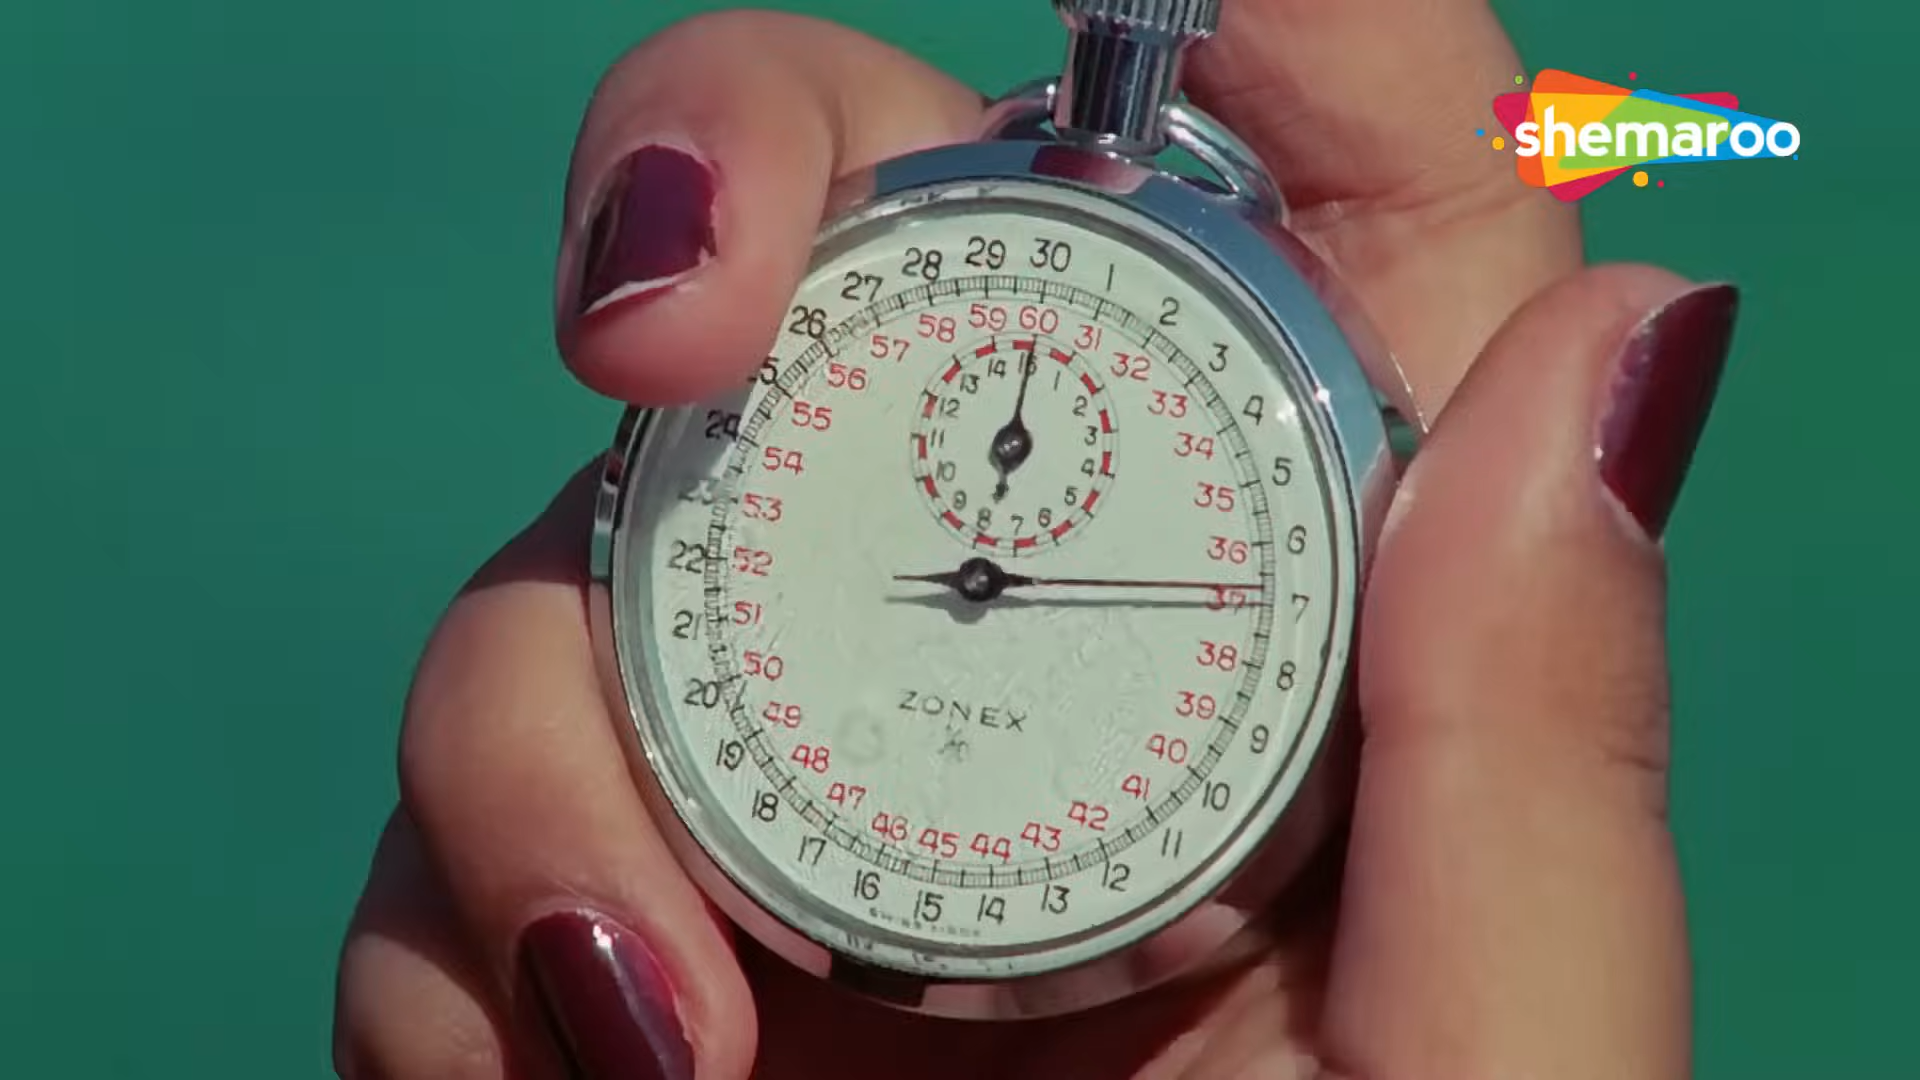 shemaroo
29 30 1 2 3 4 5 6 7 8 9 10 11 12 13 14 15 16 17 18 19 20 21 22 23 24 26 27 28
59 60 31 32 33 34 35 36 37 38 39 40 41 42 43 44 45 46 47 48 49 50 51 52 53 54 55 56 57 58
14 15 1 2 3 4 5 6 7 8 9 10 11 12 13
ZONEX